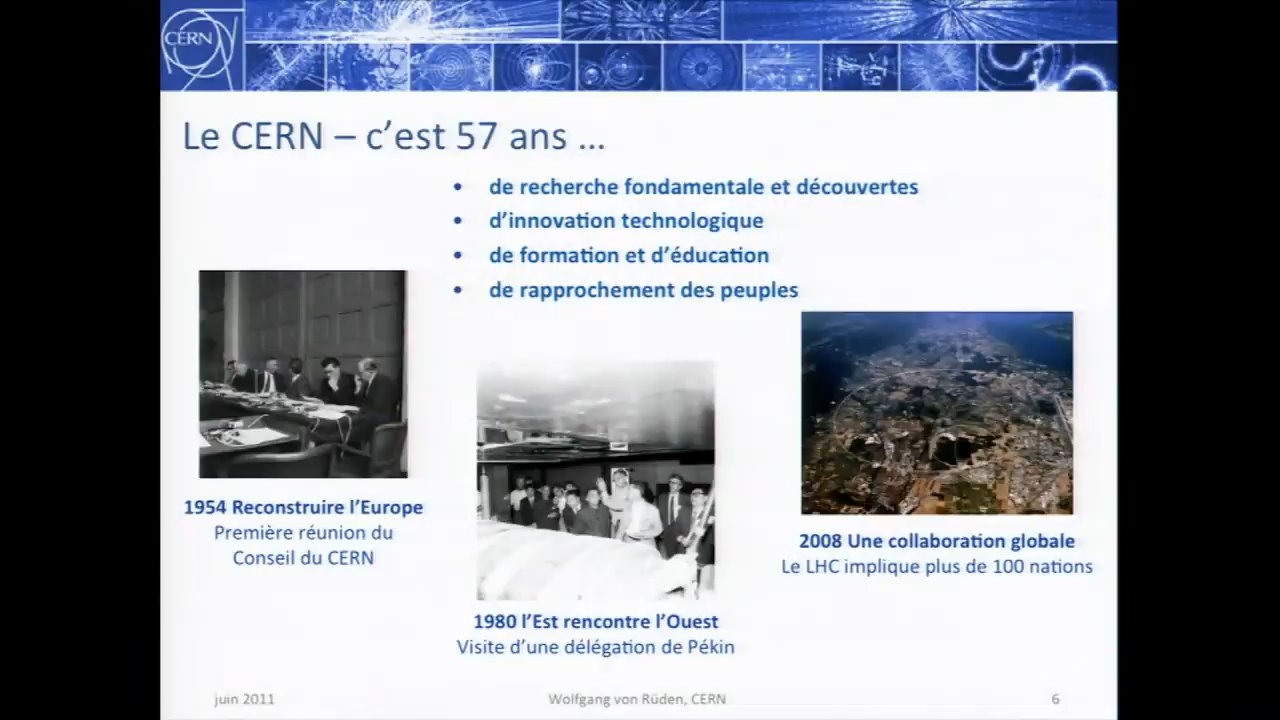 CERN
Le CERN – c’est 57 ans ...
• de recherche fondamentale et découvertes
• d’innovation technologique
• de formation et d’éducation
• de rapprochement des peuples
1954 Reconstruire l’Europe
Première réunion du
Conseil du CERN
1980 l’Est rencontre l’Ouest
Visite d’une délégation de Pékin
2008 Une collaboration globale
Le LHC implique plus de 100 nations
juin 2011
Wolfgang von Rüden, CERN
6